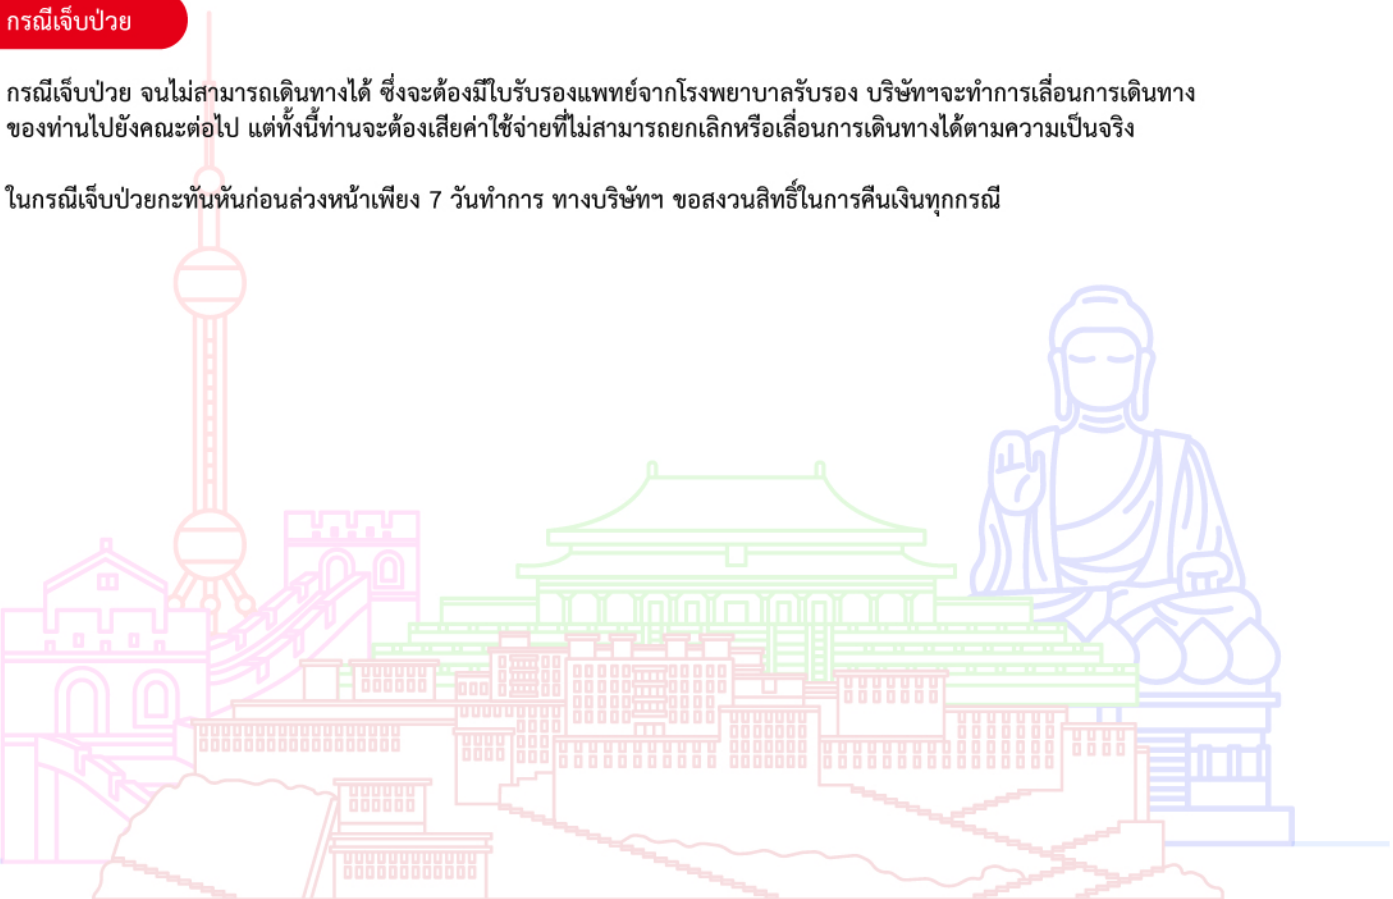 กรณีเจ็บป่วย
กรณีเจ็บป่วย จนไม่สามารถเดินทางได้ ซึ่งจะต้องมีใบรับรองแพทย์จากโรงพยาบาลรับรอง บริษัทฯจะทำการเลื่อนการเดินทาง
ของท่านไปยังคณะต่อไป แต่ทั้งนี้ท่านจะต้องเสียค่าใช้จ่ายที่ไม่สามารถยกเลิกหรือเลื่อนการเดินทางได้ตามความเป็นจริง
ในกรณีเจ็บป่วยกะทันหันก่อนล่วงหน้าเพียง 7 วันทำการ ทางบริษัทฯ ขอสงวนสิทธิ์ในการคืนเงินทุกกรณี